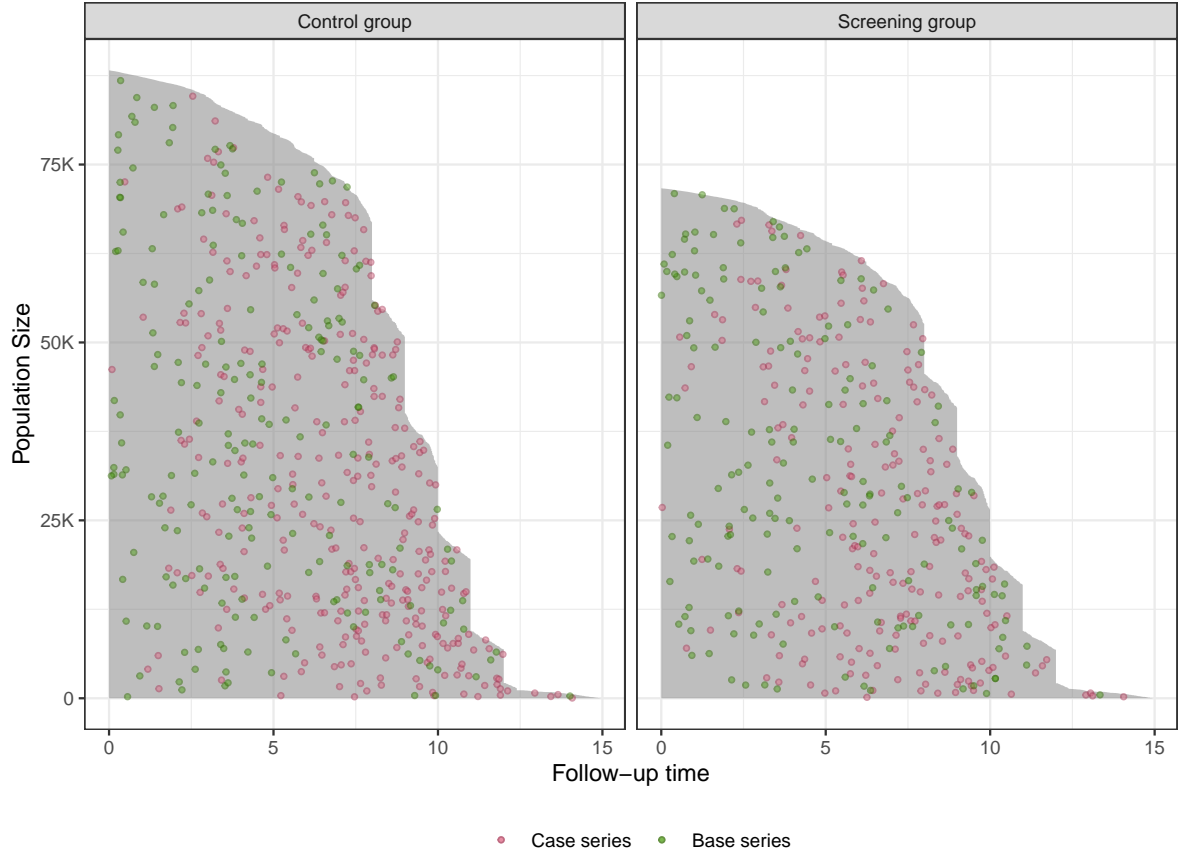 Control group
Screening group
Population Size
75K
50K
25K
0
0 5 10 15
0 5 10 15
Follow−up time
Case series
Base series